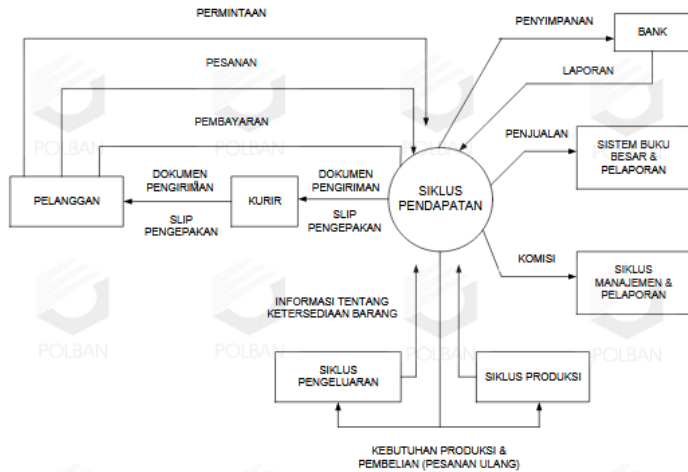 PERMINTAAN
PENYIMPANAN
BANK
PESANAN
LAPORAN
POLBAN
POLBAN
POLBAN
POLBAN
PEMBAYARAN
PENJUALAN
SISTEM BUKU
BESAR &
PELAPORAN
DOKUMEN
PENGIRIMAN
DOKUMEN
PENGIRIMAN
PELANGGAN
KURIR
SIKLUS
PENDAPATAN
SLIP
PENGEPAKAN
SLIP
PENGEPAKAN
KOMISI
SIKLUS
MANAJEMEN &
PELAPORAN
INFORMASI TENTANG
KETERSEDIAAN BARANG
POLBAN
POLBAN
POLBAN
POLBAN
SIKLUS
PENGELUARAN
SIKLUS PRODUKSI
KEBUTUHAN PRODUKSI &
PEMBELIAN (PESANAN ULANG)